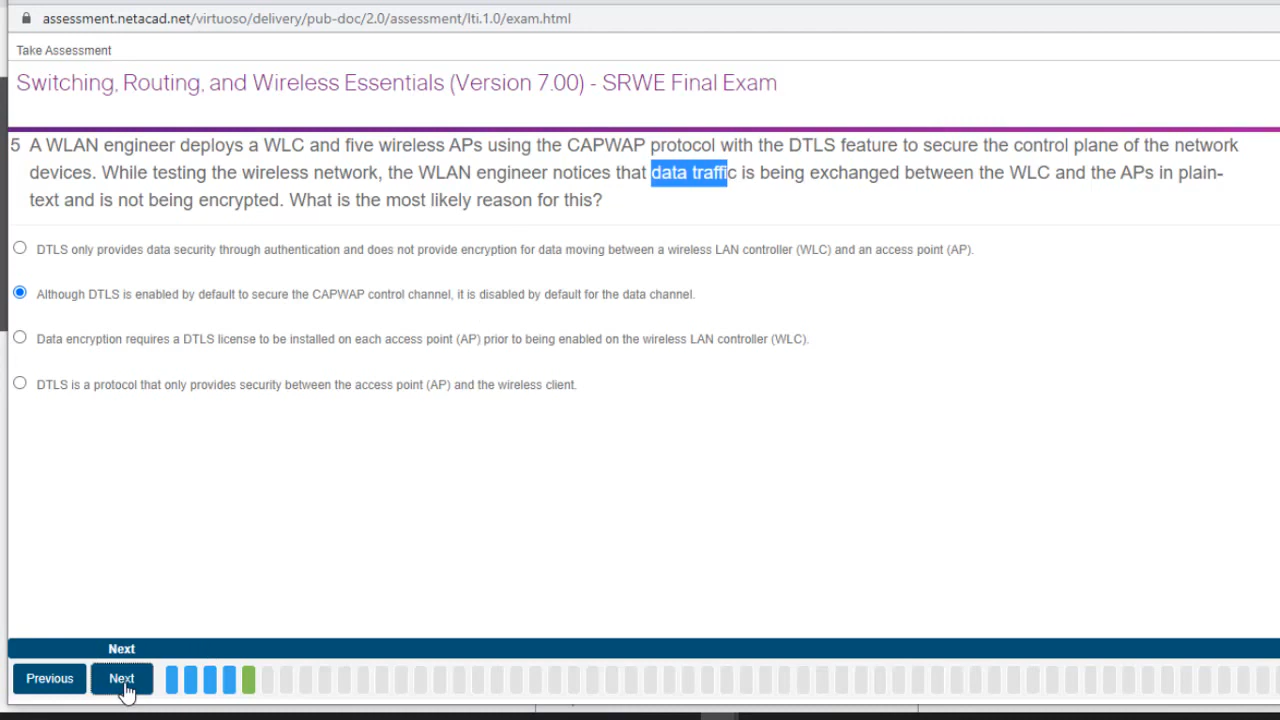 assessment.netacad.net/virtuoso/delivery/pub-doc/2.0/assessment/lti.1.0/exam.html
Take Assessment
Switching, Routing, and Wireless Essentials (Version 7.00) - SRWE Final Exam
5 A WLAN engineer deploys a WLC and five wireless APs using the CAPWAP protocol with the DTLS feature to secure the control plane of the network
devices. While testing the wireless network, the WLAN engineer notices that data traffic is being exchanged between the WLC and the APs in plain-
text and is not being encrypted. What is the most likely reason for this?
DTLS only provides data security through authentication and does not provide encryption for data moving between a wireless LAN controller (WLC) and an access point (AP).
Although DTLS is enabled by default to secure the CAPWAP control channel, it is disabled by default for the data channel.
Data encryption requires a DTLS license to be installed on each access point (AP) prior to being enabled on the wireless LAN controller (WLC).
DTLS is a protocol that only provides security between the access point (AP) and the wireless client.
Next
Previous Next